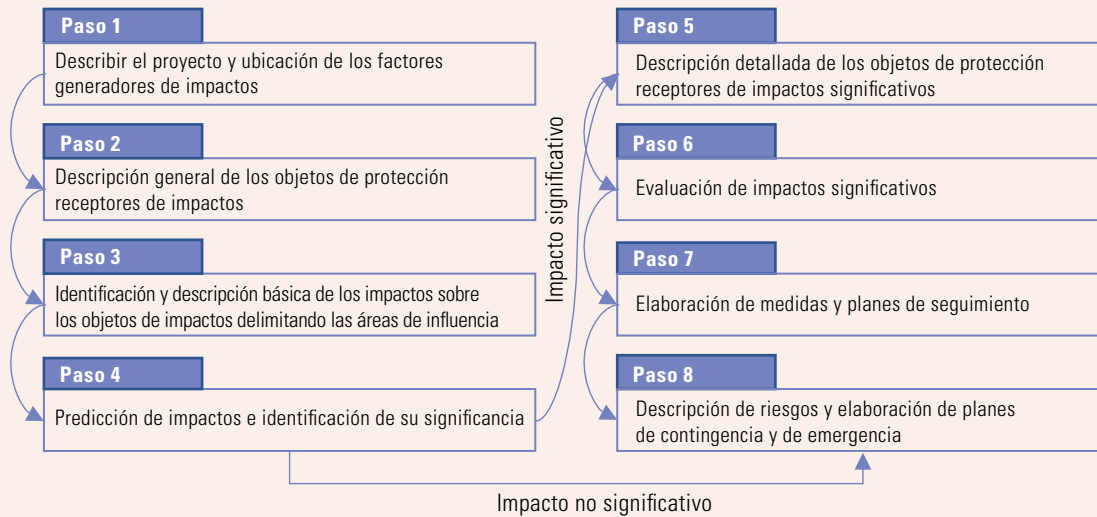 Paso 1
Describir el proyecto y ubicación de los factores
generadores de impactos
Paso 2
Descripción general de los objetos de protección
receptores de impactos
Paso 3
Identificación y descripción básica de los impactos sobre
los objetos de impactos delimitando las áreas de influencia
Paso 4
Predicción de impactos e identificación de su significancia
Impacto significativo
Paso 5
Descripción detallada de los objetos de protección
receptores de impactos significativos
Paso 6
Evaluación de impactos significativos
Paso 7
Elaboración de medidas y planes de seguimiento
Paso 8
Descripción de riesgos y elaboración de planes
de contingencia y de emergencia
Impacto no significativo